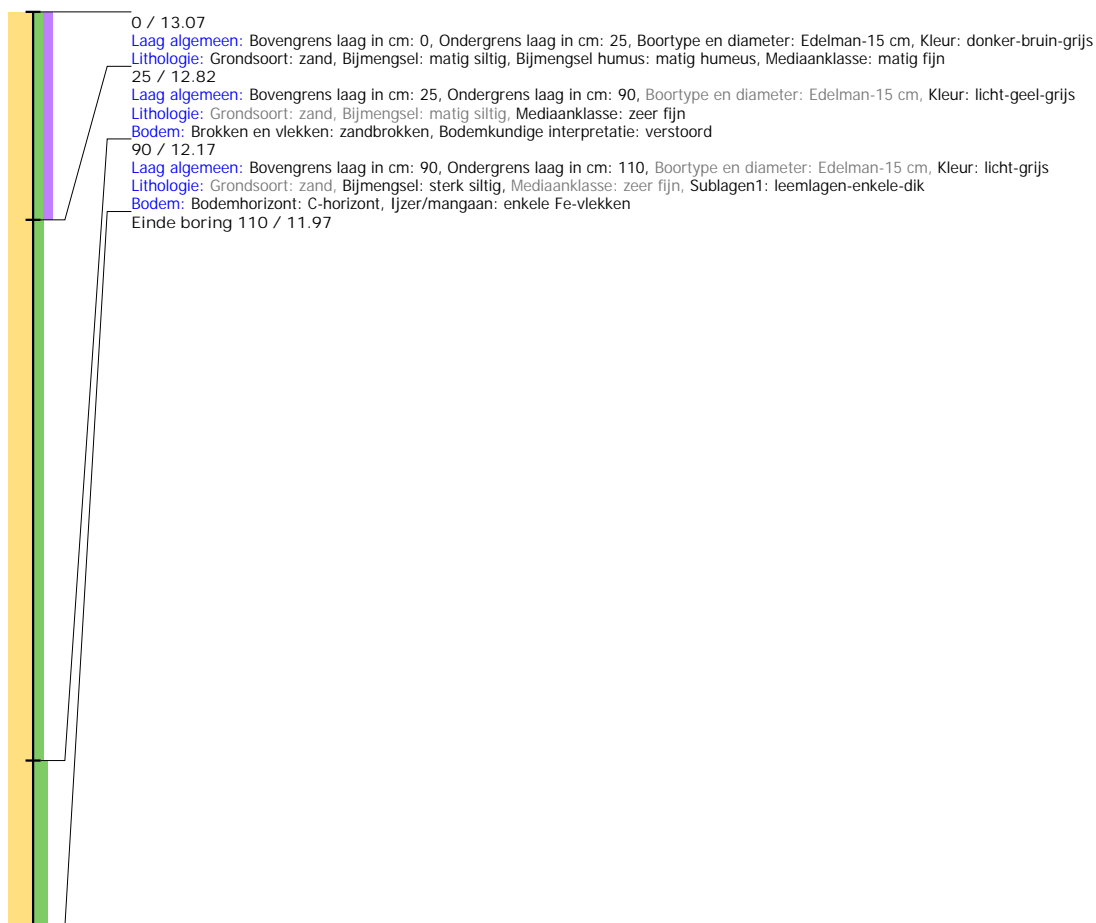 0 / 13.07
Laag algemeen: Bovengrens laag in cm: 0, Ondergrens laag in cm: 25, Boortype en diameter: Edelman-15 cm, Kleur: donker-bruin-grijs
Lithologie: Grondsoort: zand, Bijmengsel: matig siltig, Bijmengsel humus: matig humeus, Mediaanklasse: matig fijn
25 / 12.82
Laag algemeen: Bovengrens laag in cm: 25, Ondergrens laag in cm: 90, Boortype en diameter: Edelman-15 cm, Kleur: licht-geel-grijs
Lithologie: Grondsoort: zand, Bijmengsel: matig siltig, Mediaanklasse: zeer fijn
Bodem: Brokken en vlekken: zandbrokken, Bodemkundige interpretatie: verstoord
90 / 12.17
Laag algemeen: Bovengrens laag in cm: 90, Ondergrens laag in cm: 110, Boortype en diameter: Edelman-15 cm, Kleur: licht-grijs
Lithologie: Grondsoort: zand, Bijmengsel: sterk siltig, Mediaanklasse: zeer fijn, Sublagen1: leemlagen-enkele-dik
Bodem: Bodemhorizont: C-horizont, Ijzer/mangaan: enkele Fe-vlekken
Einde boring 110 / 11.97